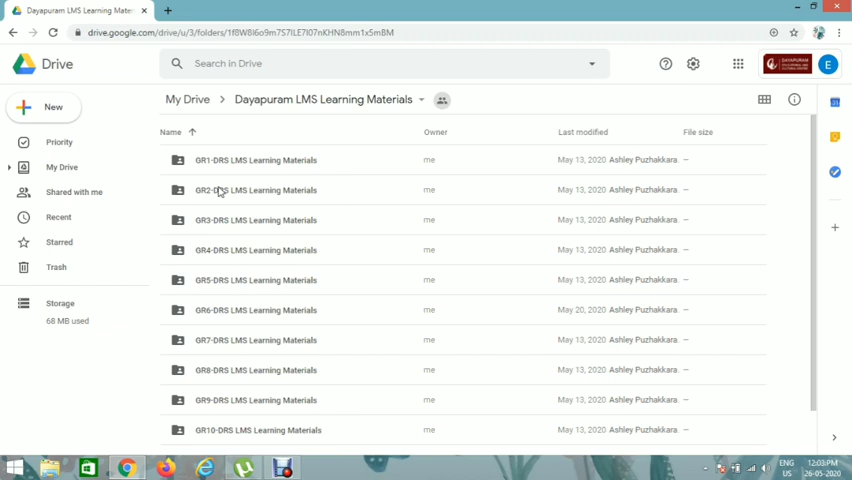 Dayapuram LMS Learning Mater
drive.google.com/drive/u/3/folders/1f8W8I6o9m7S7ILE7I07nKHN8mm1x5mBM
Drive
Search in Drive
DAYAPURAM
E
New
My Drive > Dayapuram LMS Learning Materials
Name
Owner
Last modified
File size
Priority
My Drive
Shared with me
Recent
Starred
Trash
Storage
68 MB used
GR1-DRS LMS Learning Materials me May 13, 2020 Ashley Puzhakkara –
GR2-DRS LMS Learning Materials me May 13, 2020 Ashley Puzhakkara –
GR3-DRS LMS Learning Materials me May 13, 2020 Ashley Puzhakkara –
GR4-DRS LMS Learning Materials me May 13, 2020 Ashley Puzhakkara –
GR5-DRS LMS Learning Materials me May 13, 2020 Ashley Puzhakkara –
GR6-DRS LMS Learning Materials me May 20, 2020 Ashley Puzhakkara –
GR7-DRS LMS Learning Materials me May 13, 2020 Ashley Puzhakkara –
GR8-DRS LMS Learning Materials me May 13, 2020 Ashley Puzhakkara –
GR9-DRS LMS Learning Materials me May 13, 2020 Ashley Puzhakkara –
GR10-DRS LMS Learning Materials me May 13, 2020 Ashley Puzhakkara –
ENG
US
12:03 PM
26-05-2020